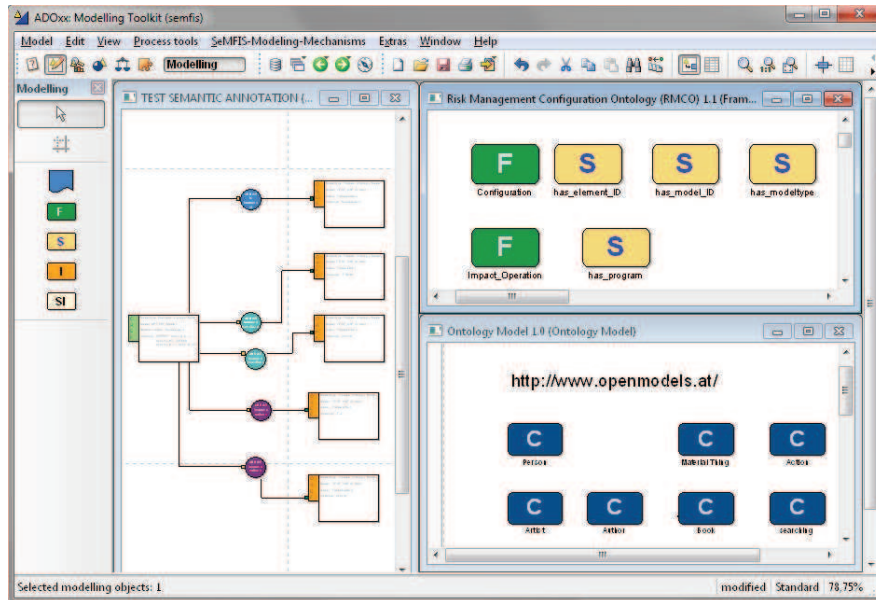 ADOxx: Modelling Toolkit (semfis)
Model Edit View Process tools SeMFIS-Modeling-Mechanisms Extras Window Help
Modelling
Modelling
F
S
I
SI
TEST SEMANTIC ANNOTATION (...
Risk Management Configuration Ontology (RMCO) 1.1 (Fram...
F S S S
Configuration has_element_ID has_model_ID has_modeltype
F S
Impact_Operation has_program
Ontology Model 1.0 (Ontology Model)
http://www.openmodels.at/
C C C
Person Material Thing Action
C C C C
Artist Author Book searching
Selected modelling objects: 1
modified Standard 78,75%